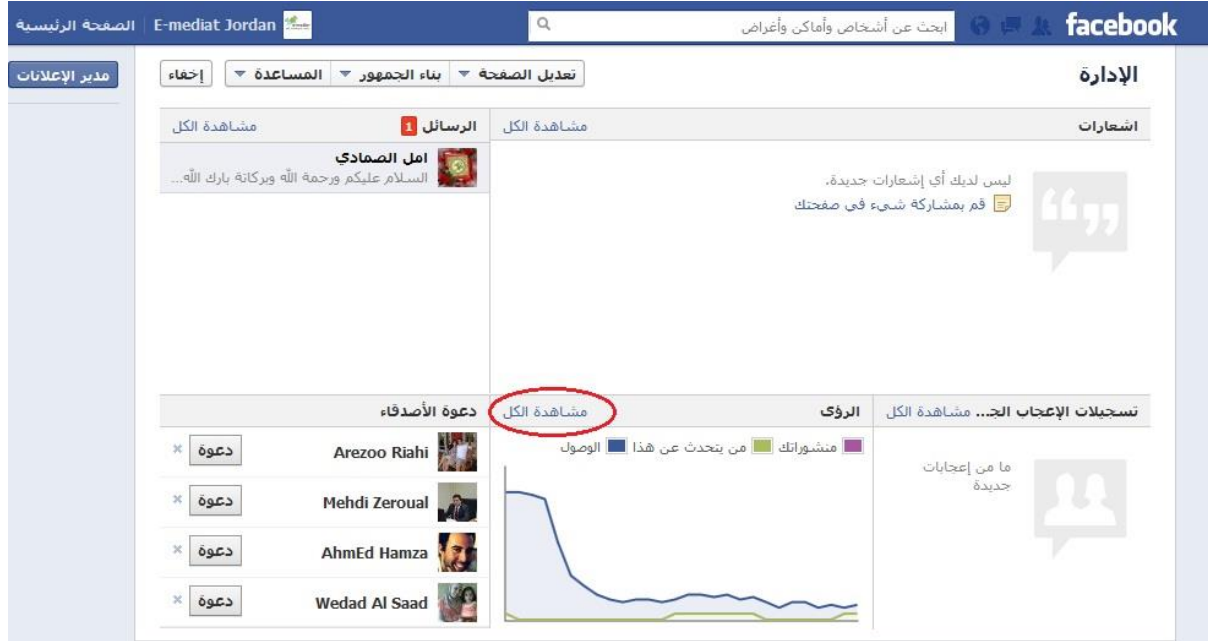 facebook
ابحث عن أشخاص وأماكن وأغراض
E-mediat Jordan
الصفحة الرئيسية
الإدارة
تعديل الصفحة
بناء الجمهور
المساعدة
إخفاء
مدير الإعلانات
اشعارات
مشاهدة الكل
ليس لديك أي إشعارات جديدة.
قم بمشاركة شيء في صفحتك
الرسائل 1
مشاهدة الكل
امل الصمادي
السلام عليكم ورحمة الله وبركاتة بارك الله...
تسجيلات الإعجاب الجـ... مشاهدة الكل
ما من إعجابات
جديدة
الرؤى
مشاهدة الكل
منشوراتك من يتحدث عن هذا الوصول
دعوة الأصدقاء
Arezoo Riahi
دعوة ×
Mehdi Zeroual
دعوة ×
AhmEd Hamza
دعوة ×
Wedad Al Saad
دعوة ×